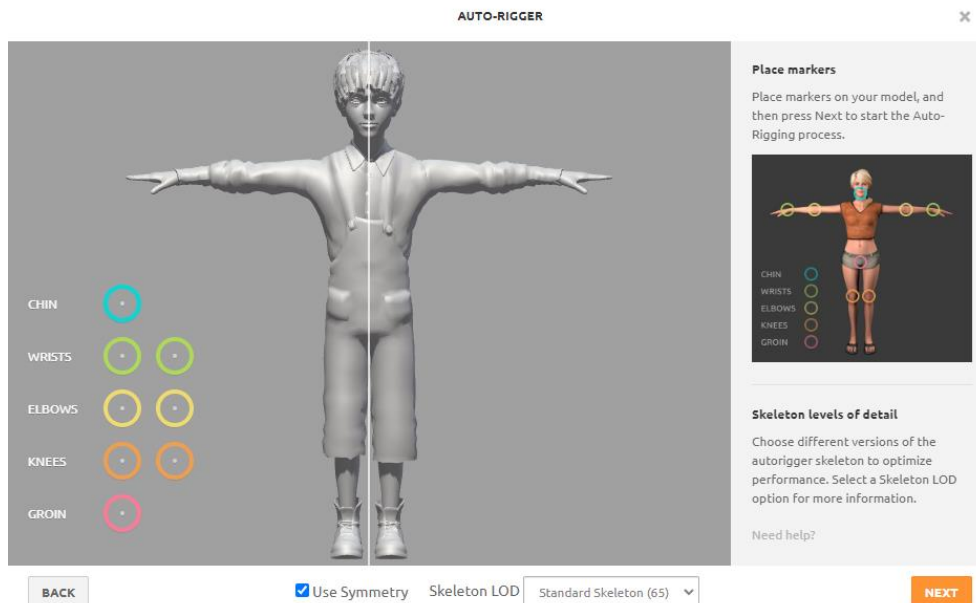 AUTO-RIGGER
×
CHIN
WRISTS
ELBOWS
KNEES
GROIN
Place markers
Place markers on your model, and
then press Next to start the Auto-
Rigging process.
CHIN
WRISTS
ELBOWS
KNEES
GROIN
Skeleton levels of detail
Choose different versions of the
autorigger skeleton to optimize
performance. Select a Skeleton LOD
option for more information.
Need help?
BACK
Use Symmetry
Skeleton LOD
Standard Skeleton (65)
NEXT